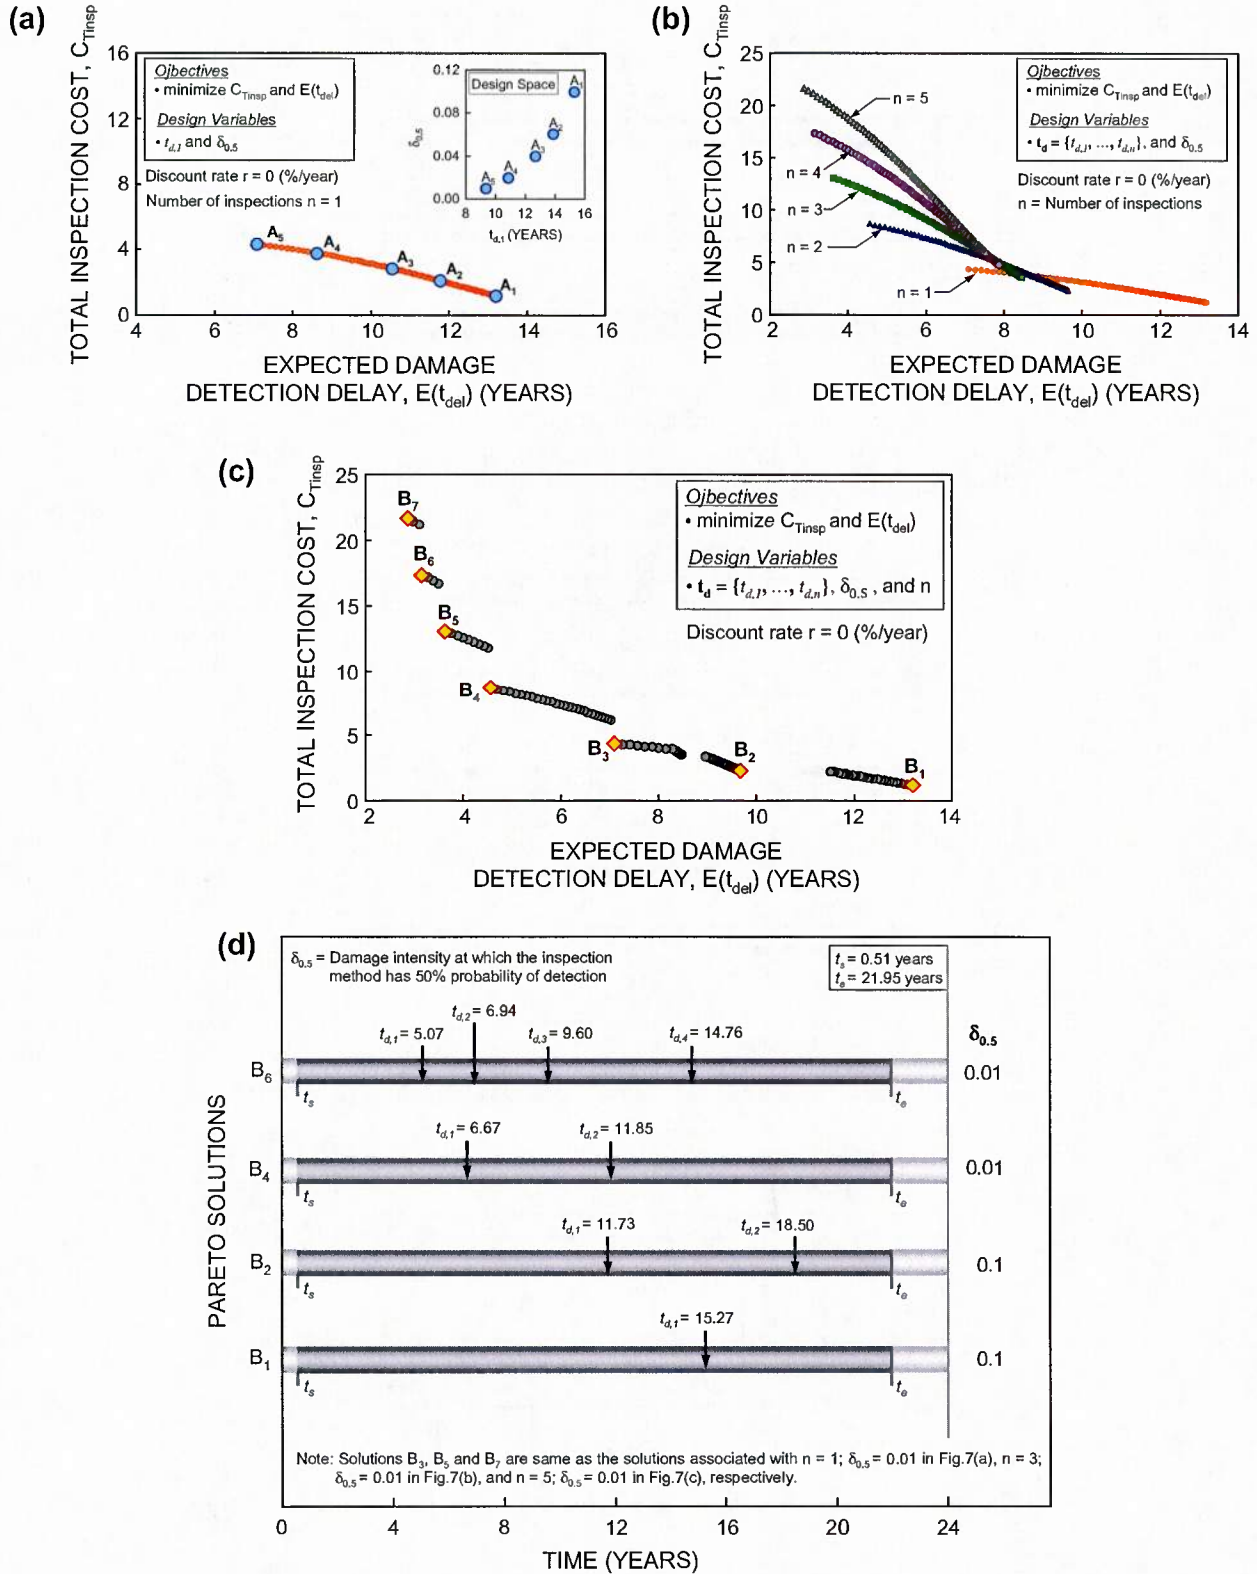 (a)
TOTAL INSPECTION COST, C_Tinsp
16
12
8
4
0
Ojbectives
• minimize C_Tinsp and E(t_del)
Design Variables
• t_d,1 and δ_0.5
Discount rate r = 0 (%/year)
Number of inspections n = 1
A_5
A_4
A_3
A_2
A_1
δ_0.5
0.12
0.08
0.04
0.00
Design Space
A_5
A_4
A_3
A_2
A_1
8
10
12
14
16
t_d,1 (YEARS)
4
6
8
10
12
14
16
EXPECTED DAMAGE
DETECTION DELAY, E(t_del) (YEARS)
(b)
TOTAL INSPECTION COST, C_Tinsp
25
20
15
10
5
0
n = 5
n = 4
n = 3
n = 2
n = 1
Ojbectives
• minimize C_Tinsp and E(t_del)
Design Variables
• t_d = {t_d,1, ..., t_d,n}, and δ_0.5
Discount rate r = 0 (%/year)
n = Number of inspections
2
4
6
8
10
12
14
EXPECTED DAMAGE
DETECTION DELAY, E(t_del) (YEARS)
(c)
TOTAL INSPECTION COST, C_Tinsp
25
20
15
10
5
0
B_7
B_6
B_5
B_4
B_3
B_2
B_1
Ojbectives
• minimize C_Tinsp and E(t_del)
Design Variables
• t_d = {t_d,1, ..., t_d,n}, δ_0.S , and n
Discount rate r = 0 (%/year)
2
4
6
8
10
12
14
EXPECTED DAMAGE
DETECTION DELAY, E(t_del) (YEARS)
(d)
δ_0.5 = Damage intensity at which the inspection
method has 50% probability of detection
t_s = 0.51 years
t_e = 21.95 years
PARETO SOLUTIONS
δ_0.5
t_d,1 = 5.07
t_d,2 = 6.94
t_d,3 = 9.60
t_d,4 = 14.76
B_6
0.01
t_s
t_e
t_d,1 = 6.67
t_d,2 = 11.85
B_4
0.01
t_s
t_e
t_d,1 = 11.73
t_d,2 = 18.50
B_2
0.1
t_s
t_e
t_d,1 = 15.27
B_1
0.1
t_s
t_e
Note: Solutions B_3, B_5 and B_7 are same as the solutions associated with n = 1; δ_0.5 = 0.01 in Fig.7(a), n = 3;
δ_0.5 = 0.01 in Fig.7(b), and n = 5; δ_0.5 = 0.01 in Fig.7(c), respectively.
0
4
8
12
16
20
24
TIME (YEARS)